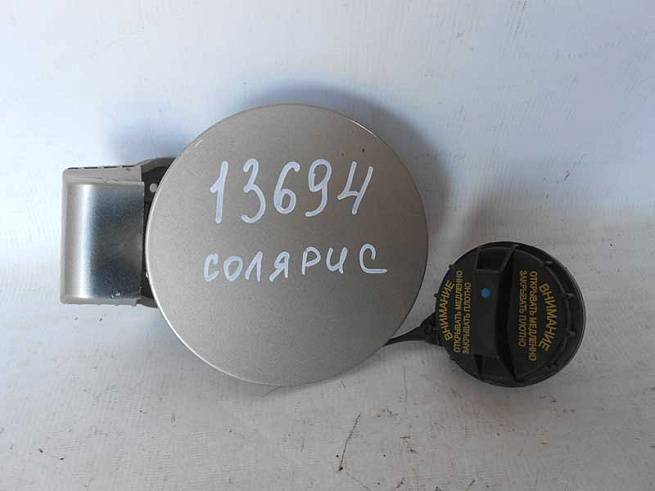 13694
СОЛЯРИС
ВНИМАНИЕ
ОТКРЫВАТЬ МЕДЛЕННО
ЗАКРЫВАТЬ ПЛОТНО
ВНИМАНИЕ
ОТКРЫВАТЬ МЕДЛЕННО
ЗАКРЫВАТЬ ПЛОТНО